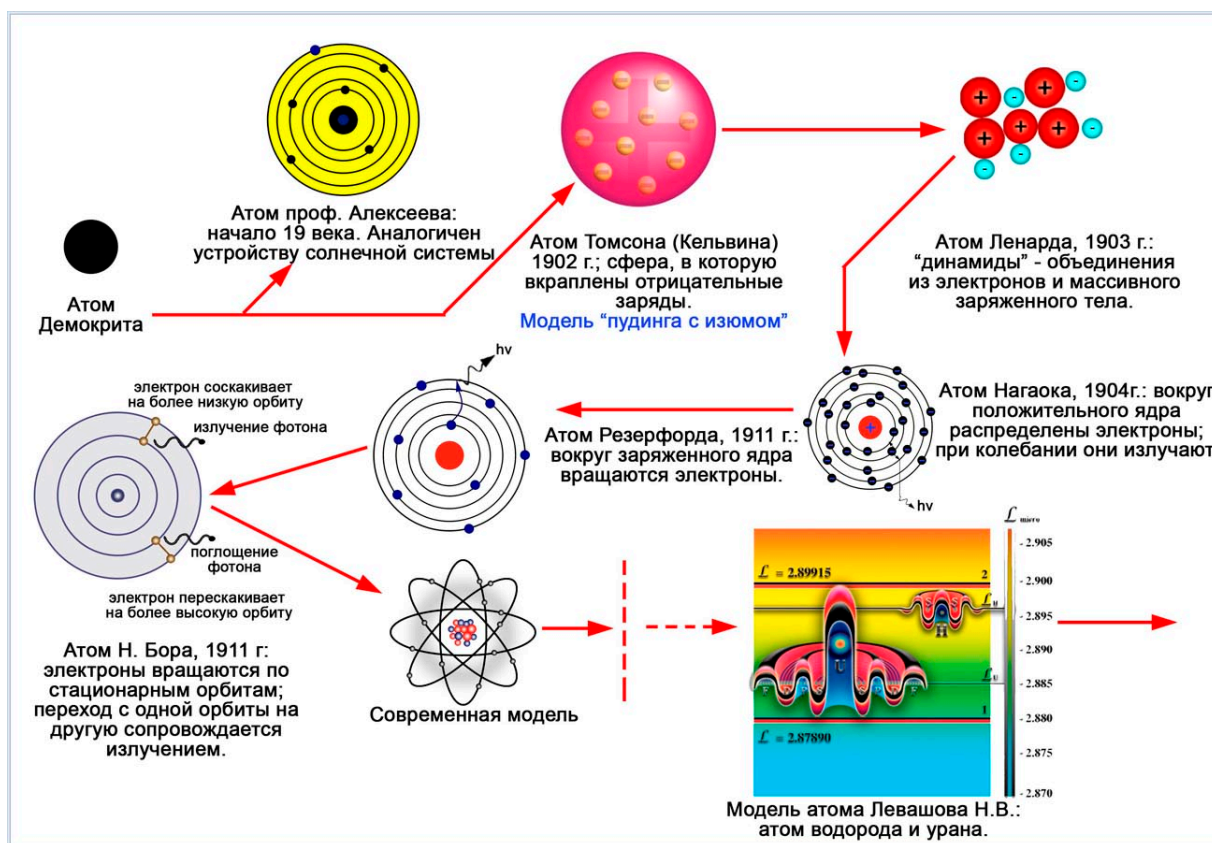 Атом проф. Алексеева:
начало 19 века. Аналогичен
устройству солнечной системы
Атом
Демокрита
Атом Томсона (Кельвина)
1902 г.; сфера, в которую
вкраплены отрицательные
заряды.
Модель “пудинга с изюмом”
+
+
+
+
+
-
-
-
-
-
Атом Ленарда, 1903 г.:
“динамиды” - объединения
из электронов и массивного
заряженного тела.
электрон соскакивает
на более низкую орбиту
излучение фотона
поглощение
фотона
электрон перескакивает
на более высокую орбиту
Атом Н. Бора, 1911 г:
электроны вращаются по
стационарным орбитам;
переход с одной орбиты на
другую сопровождается
излучением.
hν
Атом Резерфорда, 1911 г.:
вокруг заряженного ядра
вращаются электроны.
+
hν
Атом Нагаока, 1904г.: вокруг
положительного ядра
распределены электроны;
при колебании они излучают
Современная модель
ℒ = 2.89915
2
ℒ H
H
U
ℒ U
1
ℒ = 2.87890
ℒ micro
- 2.905
- 2.900
- 2.895
- 2.890
- 2.885
- 2.880
- 2.875
- 2.870
Модель атома Левашова Н.В.:
атом водорода и урана.